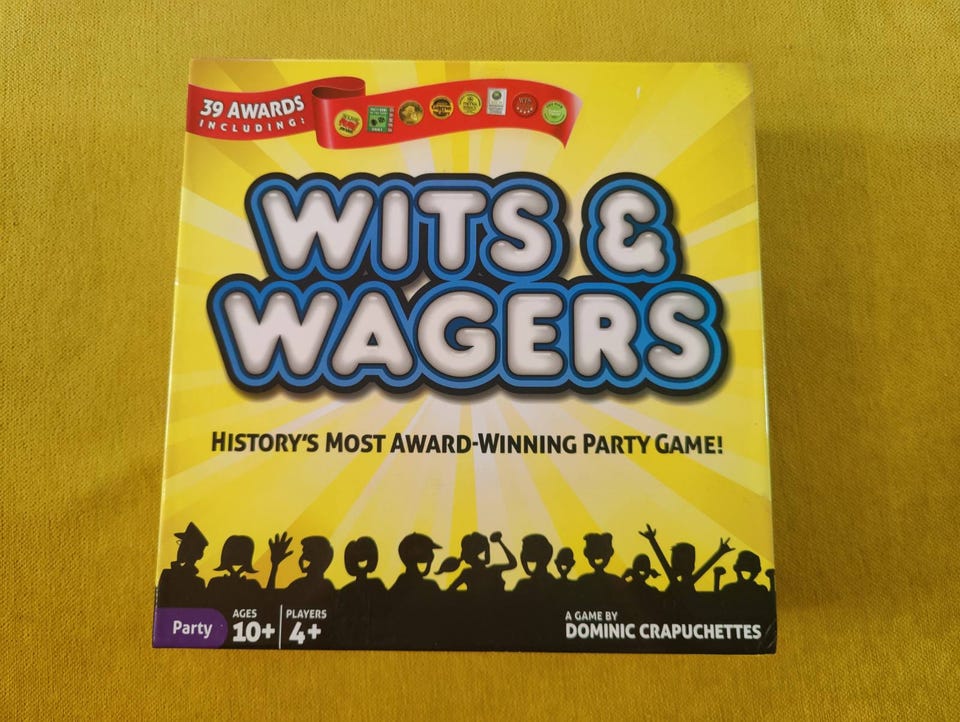 39 AWARDS
INCLUDING:
WITS &
WAGERS
HISTORY'S MOST AWARD-WINNING PARTY GAME!
Party
AGES
10+
PLAYERS
4+
A GAME BY
DOMINIC CRAPUCHETTES